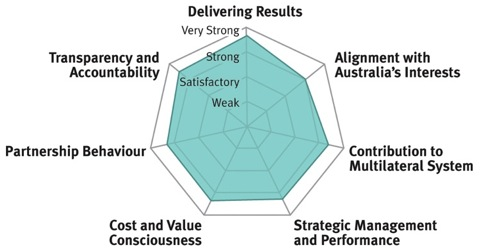 Delivering Results
Very Strong
Strong
Satisfactory
Weak
Transparency and
Accountability
Alignment with
Australia's Interests
Partnership Behaviour
Contribution to
Multilateral System
Cost and Value
Consciousness
Strategic Management
and Performance